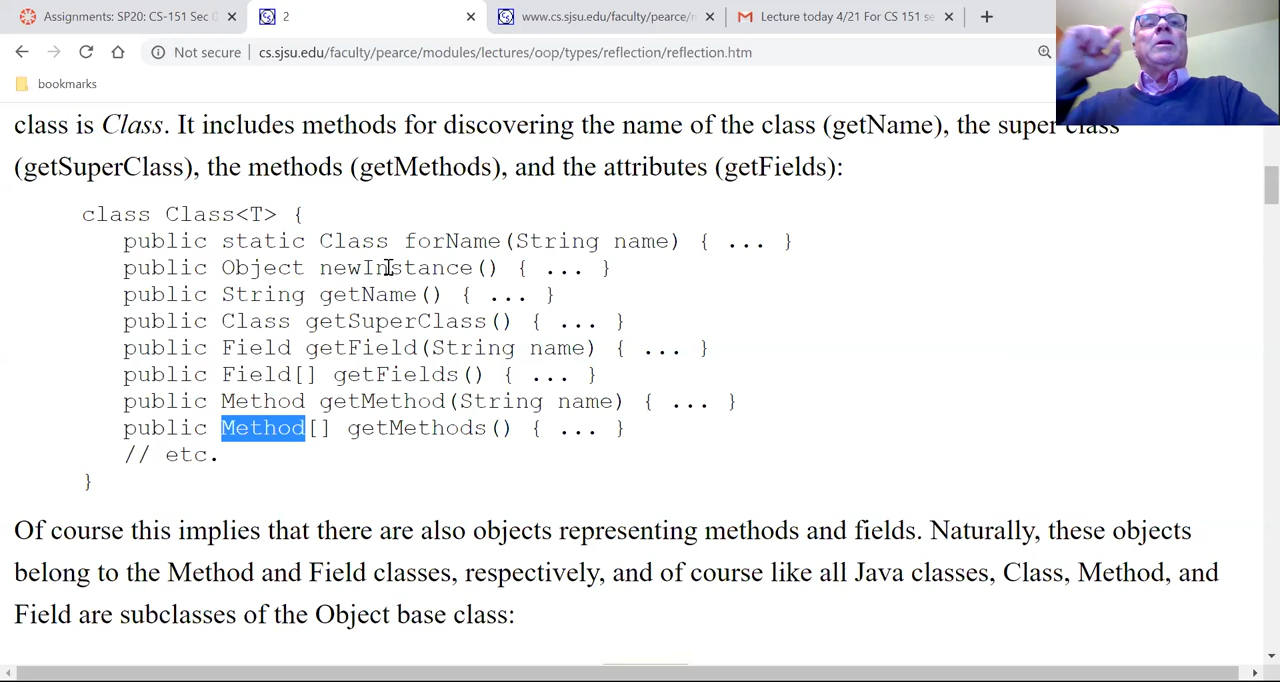 Assignments: SP20: CS-151 Sec
2
www.cs.sjsu.edu/faculty/pearce/
Lecture today 4/21 For CS 151 se
Not secure | cs.sjsu.edu/faculty/pearce/modules/lectures/oop/types/reflection/reflection.htm
bookmarks
class is Class. It includes methods for discovering the name of the class (getName), the super class
(getSuperClass), the methods (getMethods), and the attributes (getFields):
class Class<T> {
public static Class forName(String name) { ... }
public Object newInstance() { ... }
public String getName() { ... }
public Class getSuperClass() { ... }
public Field getField(String name) { ... }
public Field[] getFields() { ... }
public Method getMethod(String name) { ... }
public Method[] getMethods() { ... }
// etc.
}
Of course this implies that there are also objects representing methods and fields. Naturally, these objects
belong to the Method and Field classes, respectively, and of course like all Java classes, Class, Method, and
Field are subclasses of the Object base class: